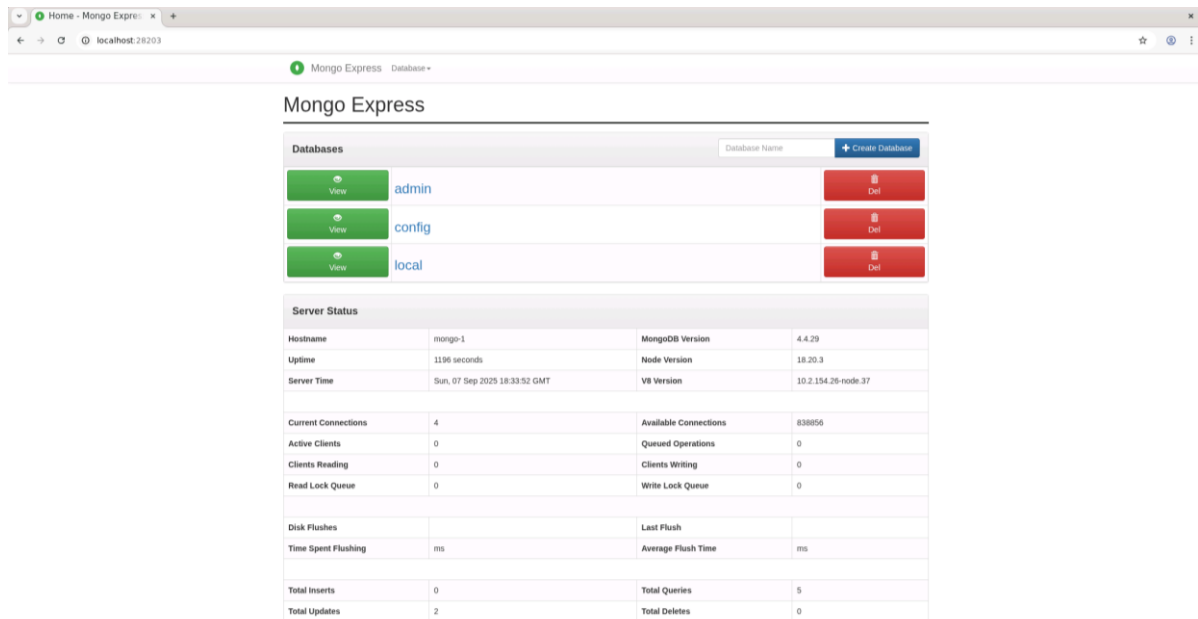 Home - Mongo Expres
localhost:28203
Mongo Express Database
Mongo Express
Databases Database Name Create Database
View admin Del
View config Del
View local Del
Server Status
Hostname mongo-1 MongoDB Version 4.4.29
Uptime 1196 seconds Node Version 18.20.3
Server Time Sun, 07 Sep 2025 18:33:52 GMT V8 Version 10.2.154.26-node.37
Current Connections 4 Available Connections 838856
Active Clients 0 Queued Operations 0
Clients Reading 0 Clients Writing 0
Read Lock Queue 0 Write Lock Queue 0
Disk Flushes Last Flush
Time Spent Flushing ms Average Flush Time ms
Total Inserts 0 Total Queries 5
Total Updates 2 Total Deletes 0